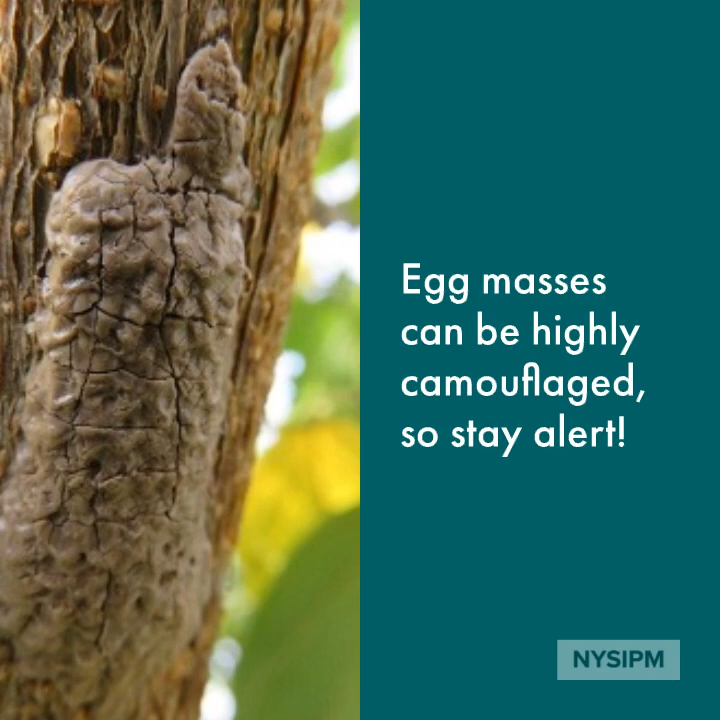 Egg masses
can be highly
camouflaged,
so stay alert!
NYSIPM